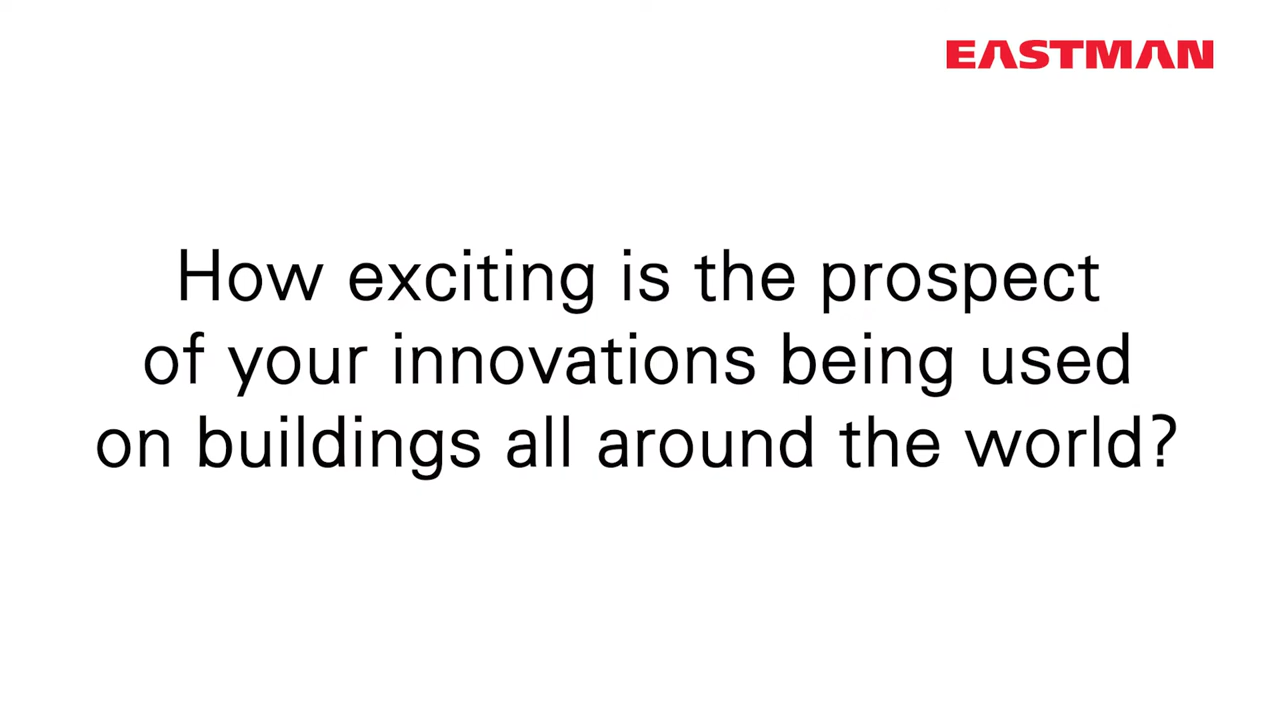 EASTMAN
How exciting is the prospect
of your innovations being used
on buildings all around the world?